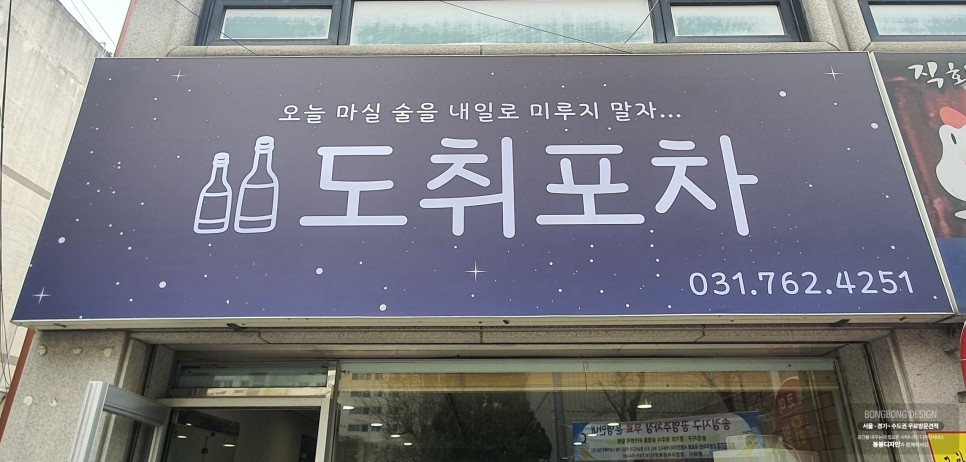 오늘 마실 술을 내일로 미루지 말자...
도취포차
031.762.4251
직화
BONGBONG DESIGN
서울·경기·수도권 무료방문견적
봉봉디자인